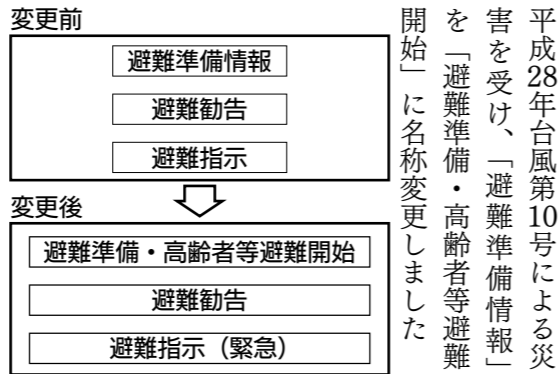 平成28年台風第10号による災
害を受け、「避難準備情報」
を「避難準備・高齢者等避難
開始」に名称変更しました
変更前
避難準備情報
避難勧告
避難指示
変更後
避難準備・高齢者等避難開始
避難勧告
避難指示（緊急）